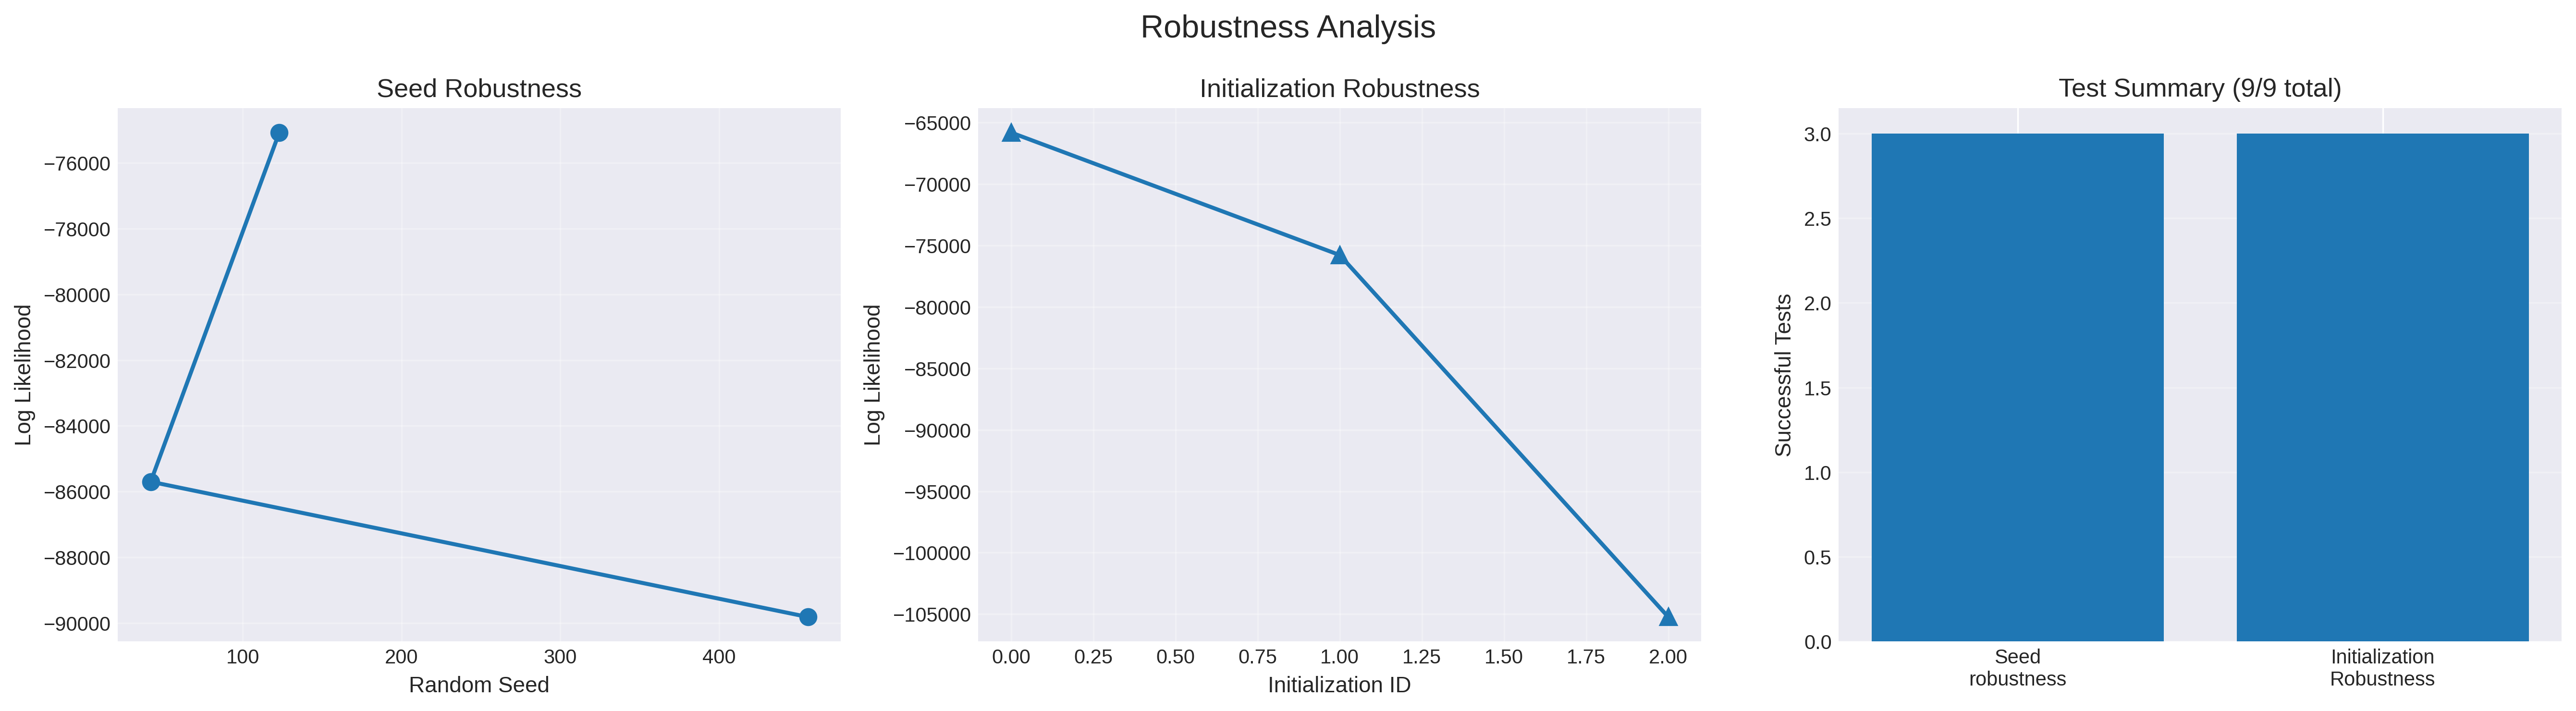 Robustness Analysis
Seed Robustness
−76000
−78000
−80000
−82000
−84000
−86000
−88000
−90000
Log Likelihood
100 200 300 400
Random Seed
Initialization Robustness
−65000
−70000
−75000
−80000
−85000
−90000
−95000
−100000
−105000
Log Likelihood
0.00 0.25 0.50 0.75 1.00 1.25 1.50 1.75 2.00
Initialization ID
Test Summary (9/9 total)
3.0
2.5
2.0
1.5
1.0
0.5
0.0
Successful Tests
Seed
robustness
Initialization
Robustness